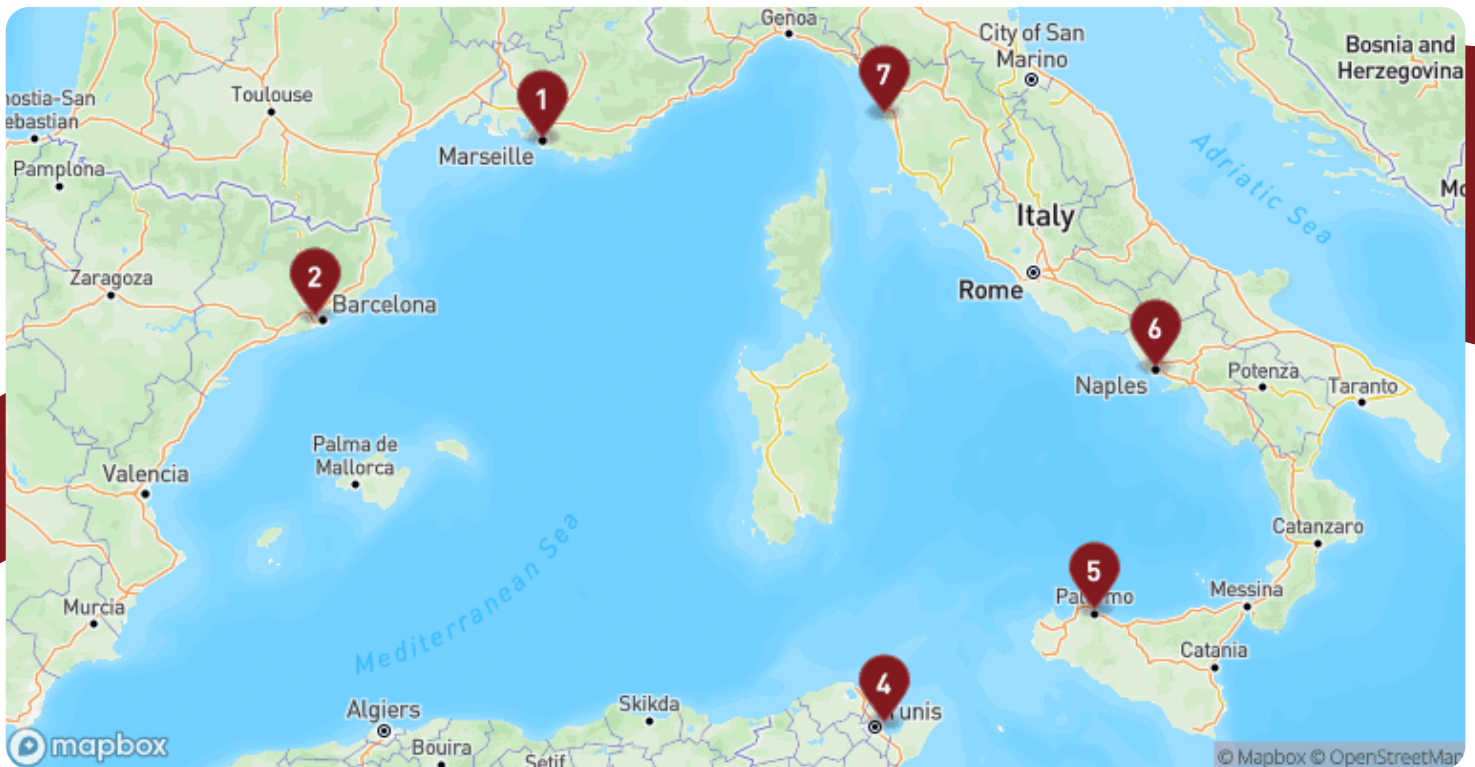 Genoa
City of San
Marino
Bosnia and
Herzegovina
7
1
Toulouse
nostia-San
ebastian
Marseille
Pamplona
Adriatic Sea
Italy
2
Zaragoza
Barcelona
Rome
6
Naples
Potenza
Taranto
Palma de
Mallorca
Valencia
Mediterranean Sea
Catanzaro
5
Messina
Murcia
Catania
4
Algiers
Skikda
unis
Bouira
Setif
mapbox
© Mapbox © OpenStreetMap